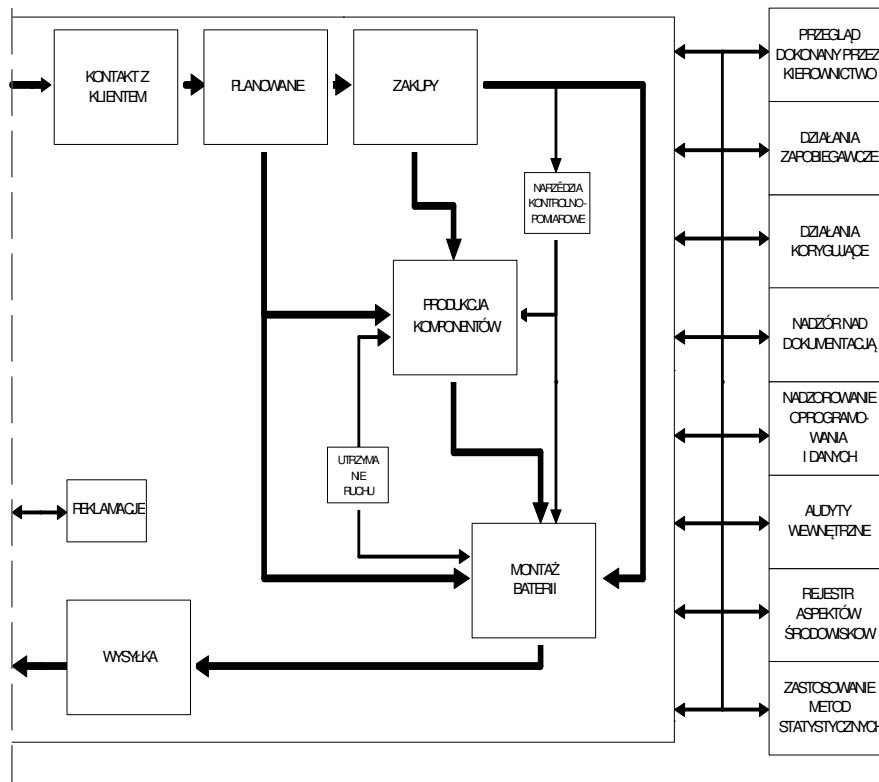 KONTAKT Z
KLIENTEM
PLANOWANE
ZAKUPY
NARZĘDZIA
KONTROLNO-
POMIAROWE
PRODUKCJA
KOMPONENTÓW
UTRZYMA
NIE
RUCHU
REKLAMACJE
MONTAŻ
BATERII
WYSYŁKA
PRZEGLĄD
DOKONANY PRZEZ
KIEROWNICTWO
DZIAŁANIA
ZAPOBIEGAWCZE
DZIAŁANIA
KORYGUJĄCE
NADZÓR NAD
DOKUMENTACJĄ
NADZOROWANIE
OPROGRAMO-
WANIA
I DANYCH
AUDYTY
WEWNĘTRZNE
REJESTR
ASPEKTÓW
ŚRODOWISKOW
ZASTOSOWANIE
METOD
STATYSTYCZNYCH